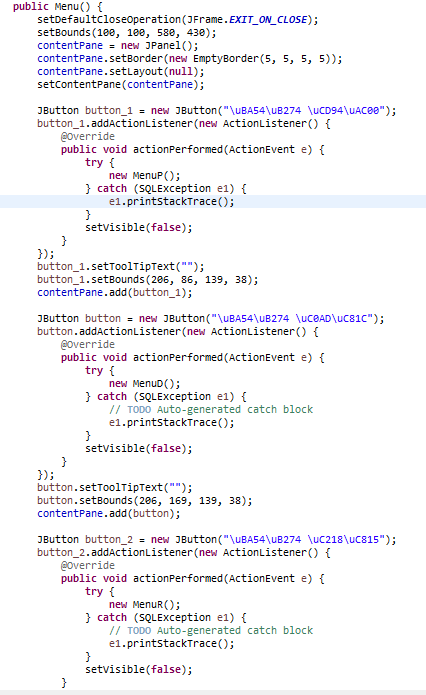 public Menu() {
setDefaultCloseOperation(JFrame.EXIT_ON_CLOSE);
setBounds(100, 100, 580, 430);
contentPane = new JPanel();
contentPane.setBorder(new EmptyBorder(5, 5, 5, 5));
contentPane.setLayout(null);
setContentPane(contentPane);
JButton button_1 = new JButton("\uBA54\uB274 \uCD94\uAC00");
button_1.addActionListener(new ActionListener() {
@Override
public void actionPerformed(ActionEvent e) {
try {
new MenuP();
} catch (SQLException e1) {
e1.printStackTrace();
}
setVisible(false);
}
});
button_1.setToolTipText("");
button_1.setBounds(206, 86, 139, 38);
contentPane.add(button_1);
JButton button = new JButton("\uBA54\uB274 \uC0AD\uC81C");
button.addActionListener(new ActionListener() {
@Override
public void actionPerformed(ActionEvent e) {
try {
new MenuD();
} catch (SQLException e1) {
// TODO Auto-generated catch block
e1.printStackTrace();
}
setVisible(false);
}
});
button.setToolTipText("");
button.setBounds(206, 169, 139, 38);
contentPane.add(button);
JButton button_2 = new JButton("\uBA54\uB274 \uC218\uC815");
button_2.addActionListener(new ActionListener() {
@Override
public void actionPerformed(ActionEvent e) {
try {
new MenuR();
} catch (SQLException e1) {
// TODO Auto-generated catch block
e1.printStackTrace();
}
setVisible(false);
}